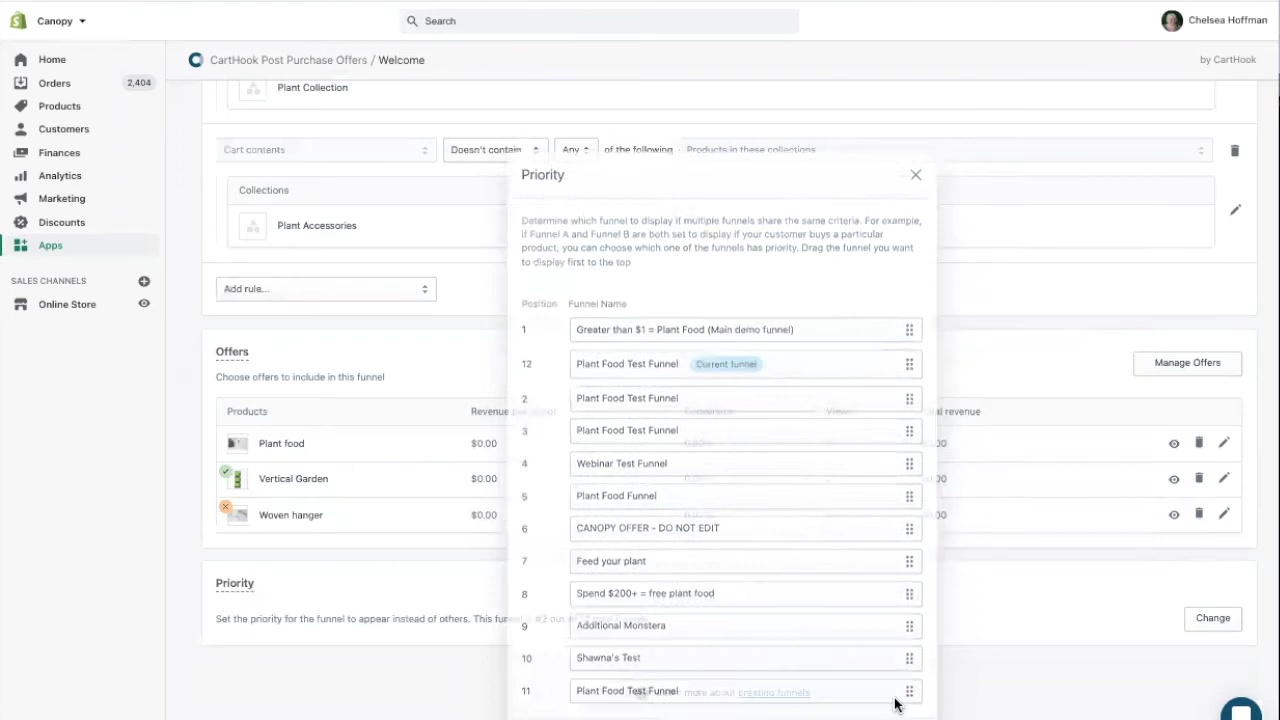 Canopy
Search
Chelsea Hoffman
CartHook Post Purchase Offers / Welcome
by CartHook
Home
Orders
2,404
Products
Customers
Finances
Analytics
Marketing
Discounts
Apps
SALES CHANNELS
Online Store
Plant Collection
Cart contents
Doesn't contain
Any
of the following
Products in these collections
Collections
Plant Accessories
Add rule...
Offers
Choose offers to include in this funnel
Manage Offers
Products
Revenue
revenue
Plant food
$0.00
Vertical Garden
$0.00
Woven hanger
$0.00
Priority
Set the priority for the funnel to appear instead of others. This
#2 out
Change
more about creating funnels
Priority
Determine which funnel to display if multiple funnels share the same criteria. For example,
if Funnel A and Funnel B are both set to display if your customer buys a particular
product, you can choose which one of the funnels has priority. Drag the funnel you want
to display first to the top
Position Funnel Name
1 Greater than $1 = Plant Food (Main demo funnel)
12 Plant Food Test Funnel Current funnel
2 Plant Food Test Funnel
3 Plant Food Test Funnel
4 Webinar Test Funnel
5 Plant Food Funnel
6 CANOPY OFFER - DO NOT EDIT
7 Feed your plant
8 Spend $200+ = free plant food
9 Additional Monstera
10 Shawna's Test
11 Plant Food Test Funnel